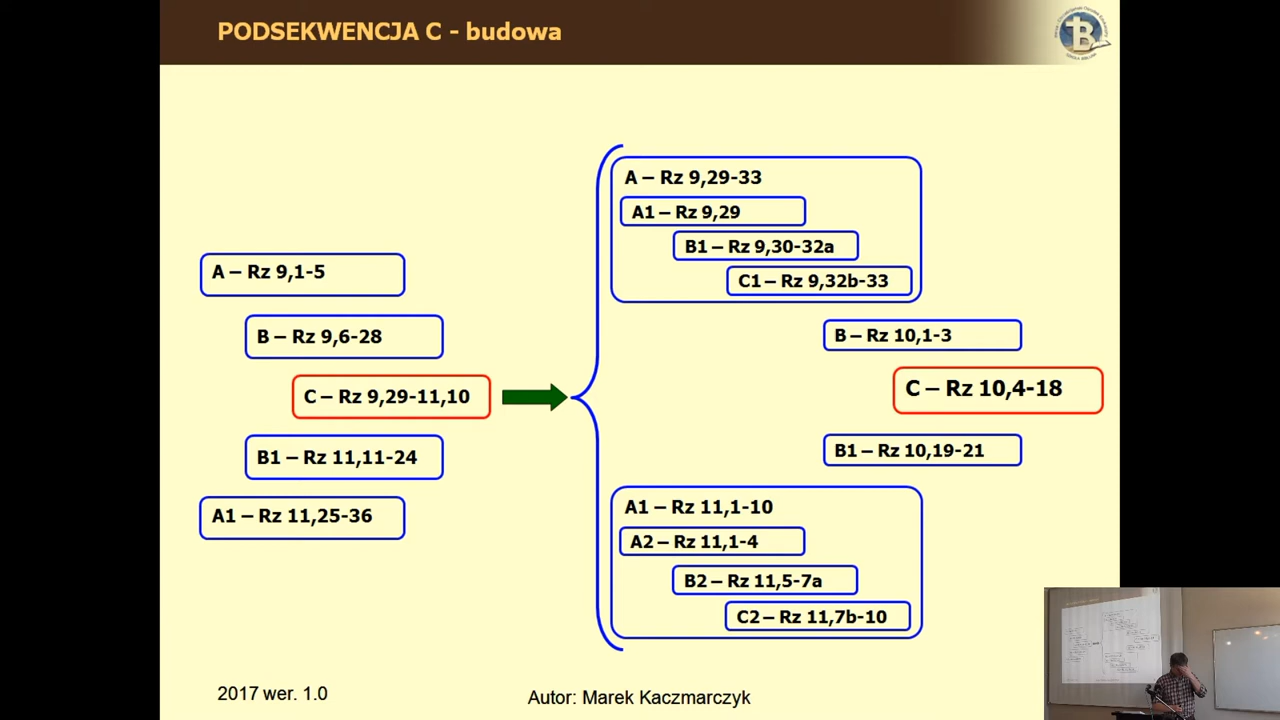 PODSEKWENCJA C - budowa
A – Rz 9,1-5
B – Rz 9,6-28
C – Rz 9,29-11,10
B1 – Rz 11,11-24
A1 – Rz 11,25-36
A – Rz 9,29-33
A1 – Rz 9,29
B1 – Rz 9,30-32a
C1 – Rz 9,32b-33
B – Rz 10,1-3
C – Rz 10,4-18
B1 – Rz 10,19-21
A1 – Rz 11,1-10
A2 – Rz 11,1-4
B2 – Rz 11,5-7a
C2 – Rz 11,7b-10
2017 wer. 1.0
Autor: Marek Kaczmarczyk